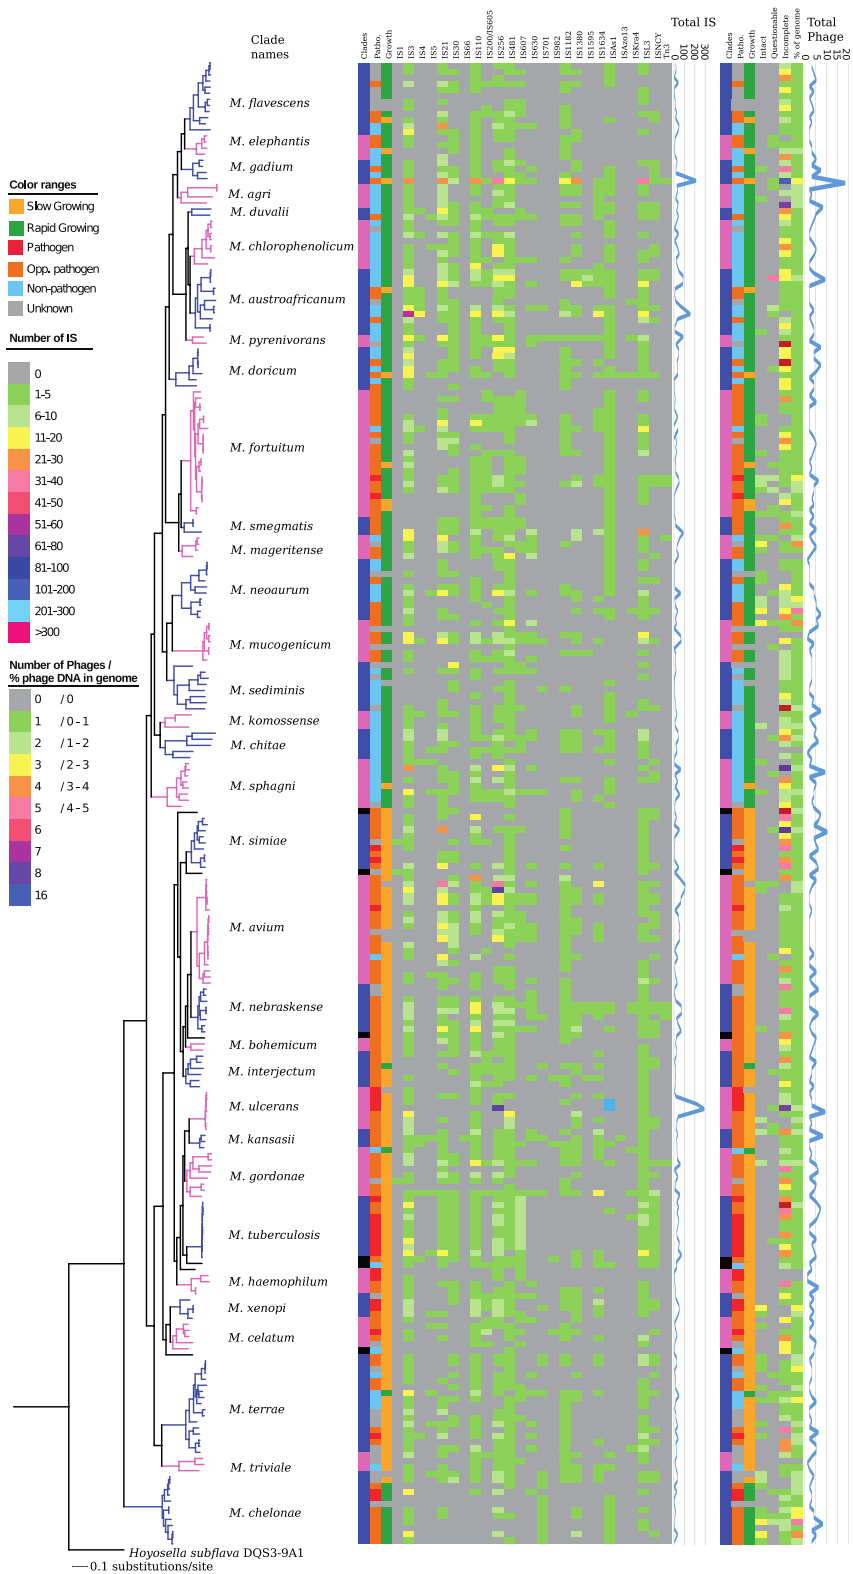 Clade names
Total IS
Total Phage
Clades
Patho.
Growth
IS1
IS3
IS4
IS5
IS21
IS30
IS66
IS110
IS200/IS605
IS256
IS481
IS607
IS630
IS701
IS982
IS1182
IS1380
IS1595
IS1634
ISAs1
ISAzo13
ISKra4
ISL3
ISNCY
Tn3
0 100 200 300
Clades
Patho.
Growth
Intact
Questionable
Incomplete
% of genome
0 5 10 15 20
M. flavescens
M. elephantis
M. gadium
M. agri
M. duvalii
M. chlorophenolicum
M. austroafricanum
M. pyrenivorans
M. doricum
M. fortuitum
M. smegmatis
M. mageritense
M. neoaurum
M. mucogenicum
M. sediminis
M. komossense
M. chitae
M. sphagni
M. simiae
M. avium
M. nebraskense
M. bohemicum
M. interjectum
M. ulcerans
M. kansasii
M. gordonae
M. tuberculosis
M. haemophilum
M. xenopi
M. celatum
M. terrae
M. triviale
M. chelonae
Hoyosella subflava DQS3-9A1
0.1 substitutions/site
Color ranges
Slow Growing
Rapid Growing
Pathogen
Opp. pathogen
Non-pathogen
Unknown
Number of IS
0
1-5
6-10
11-20
21-30
31-40
41-50
51-60
61-80
81-100
101-200
201-300
>300
Number of Phages /
% phage DNA in genome
0 / 0
1 / 0 - 1
2 / 1 - 2
3 / 2 - 3
4 / 3 - 4
5 / 4 - 5
6
7
8
16